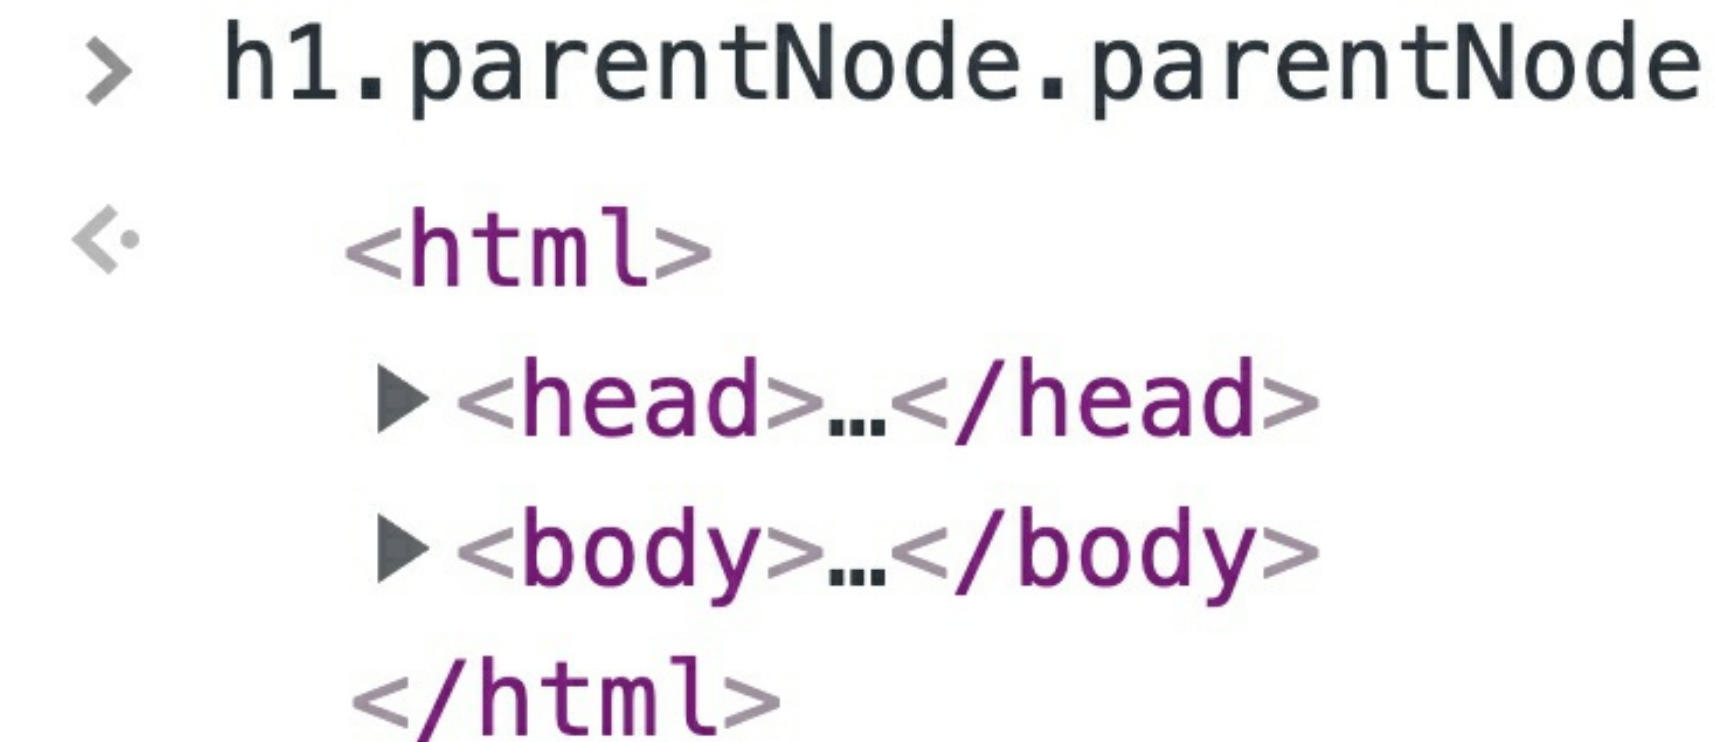 > h1.parentNode.parentNode
<· <html>
▶<head>…</head>
▶<body>…</body>
</html>